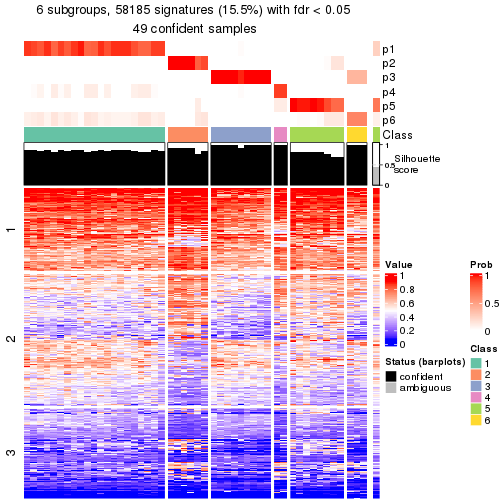 6 subgroups, 58185 signatures (15.5%) with fdr < 0.05
49 confident samples
p1
p2
p3
p4
p5
p6
Class
1
0.5
0
Silhouette
score
1
2
3
Value
1
0.8
0.6
0.4
0.2
0
Status (barplots)
confident
ambiguous
Prob
1
0.5
0
Class
1
2
3
4
5
6